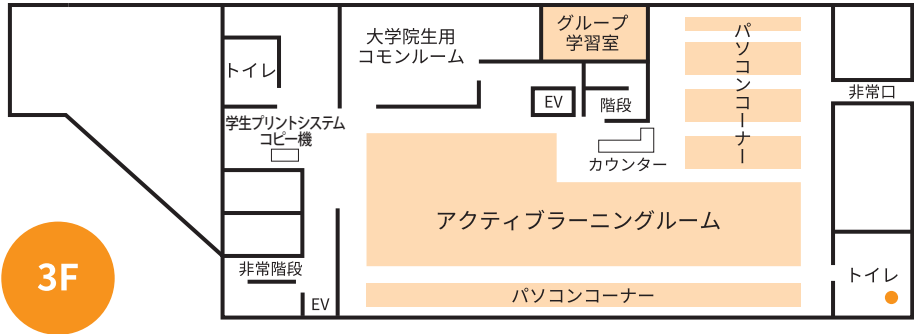 グループ
学習室
大学院生用
コモンルーム
トイレ
パソコンコーナー
EV
階段
非常口
学生プリントシステム
コピー機
カウンター
アクティブラーニングルーム
3F
非常階段
トイレ
EV
パソコンコーナー